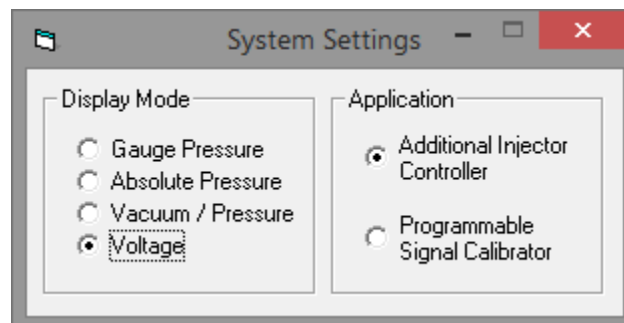 System Settings
Display Mode
Gauge Pressure
Absolute Pressure
Vacuum / Pressure
Voltage
Application
Additional Injector
Controller
Programmable
Signal Calibrator